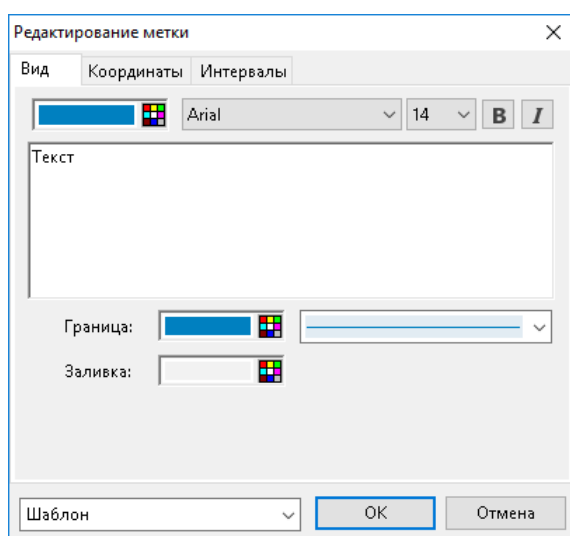 Редактирование метки
Вид Координаты Интервалы
Arial 14 B I
Текст
Граница:
Заливка:
Шаблон OK Отмена